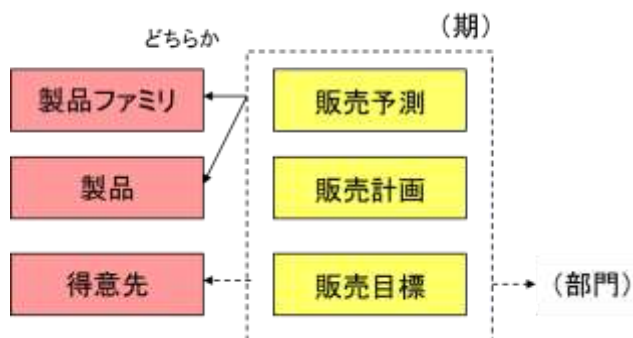 (期)
どちらか
製品ファミリ
販売予測
製品
販売計画
得意先
販売目標
(部門)